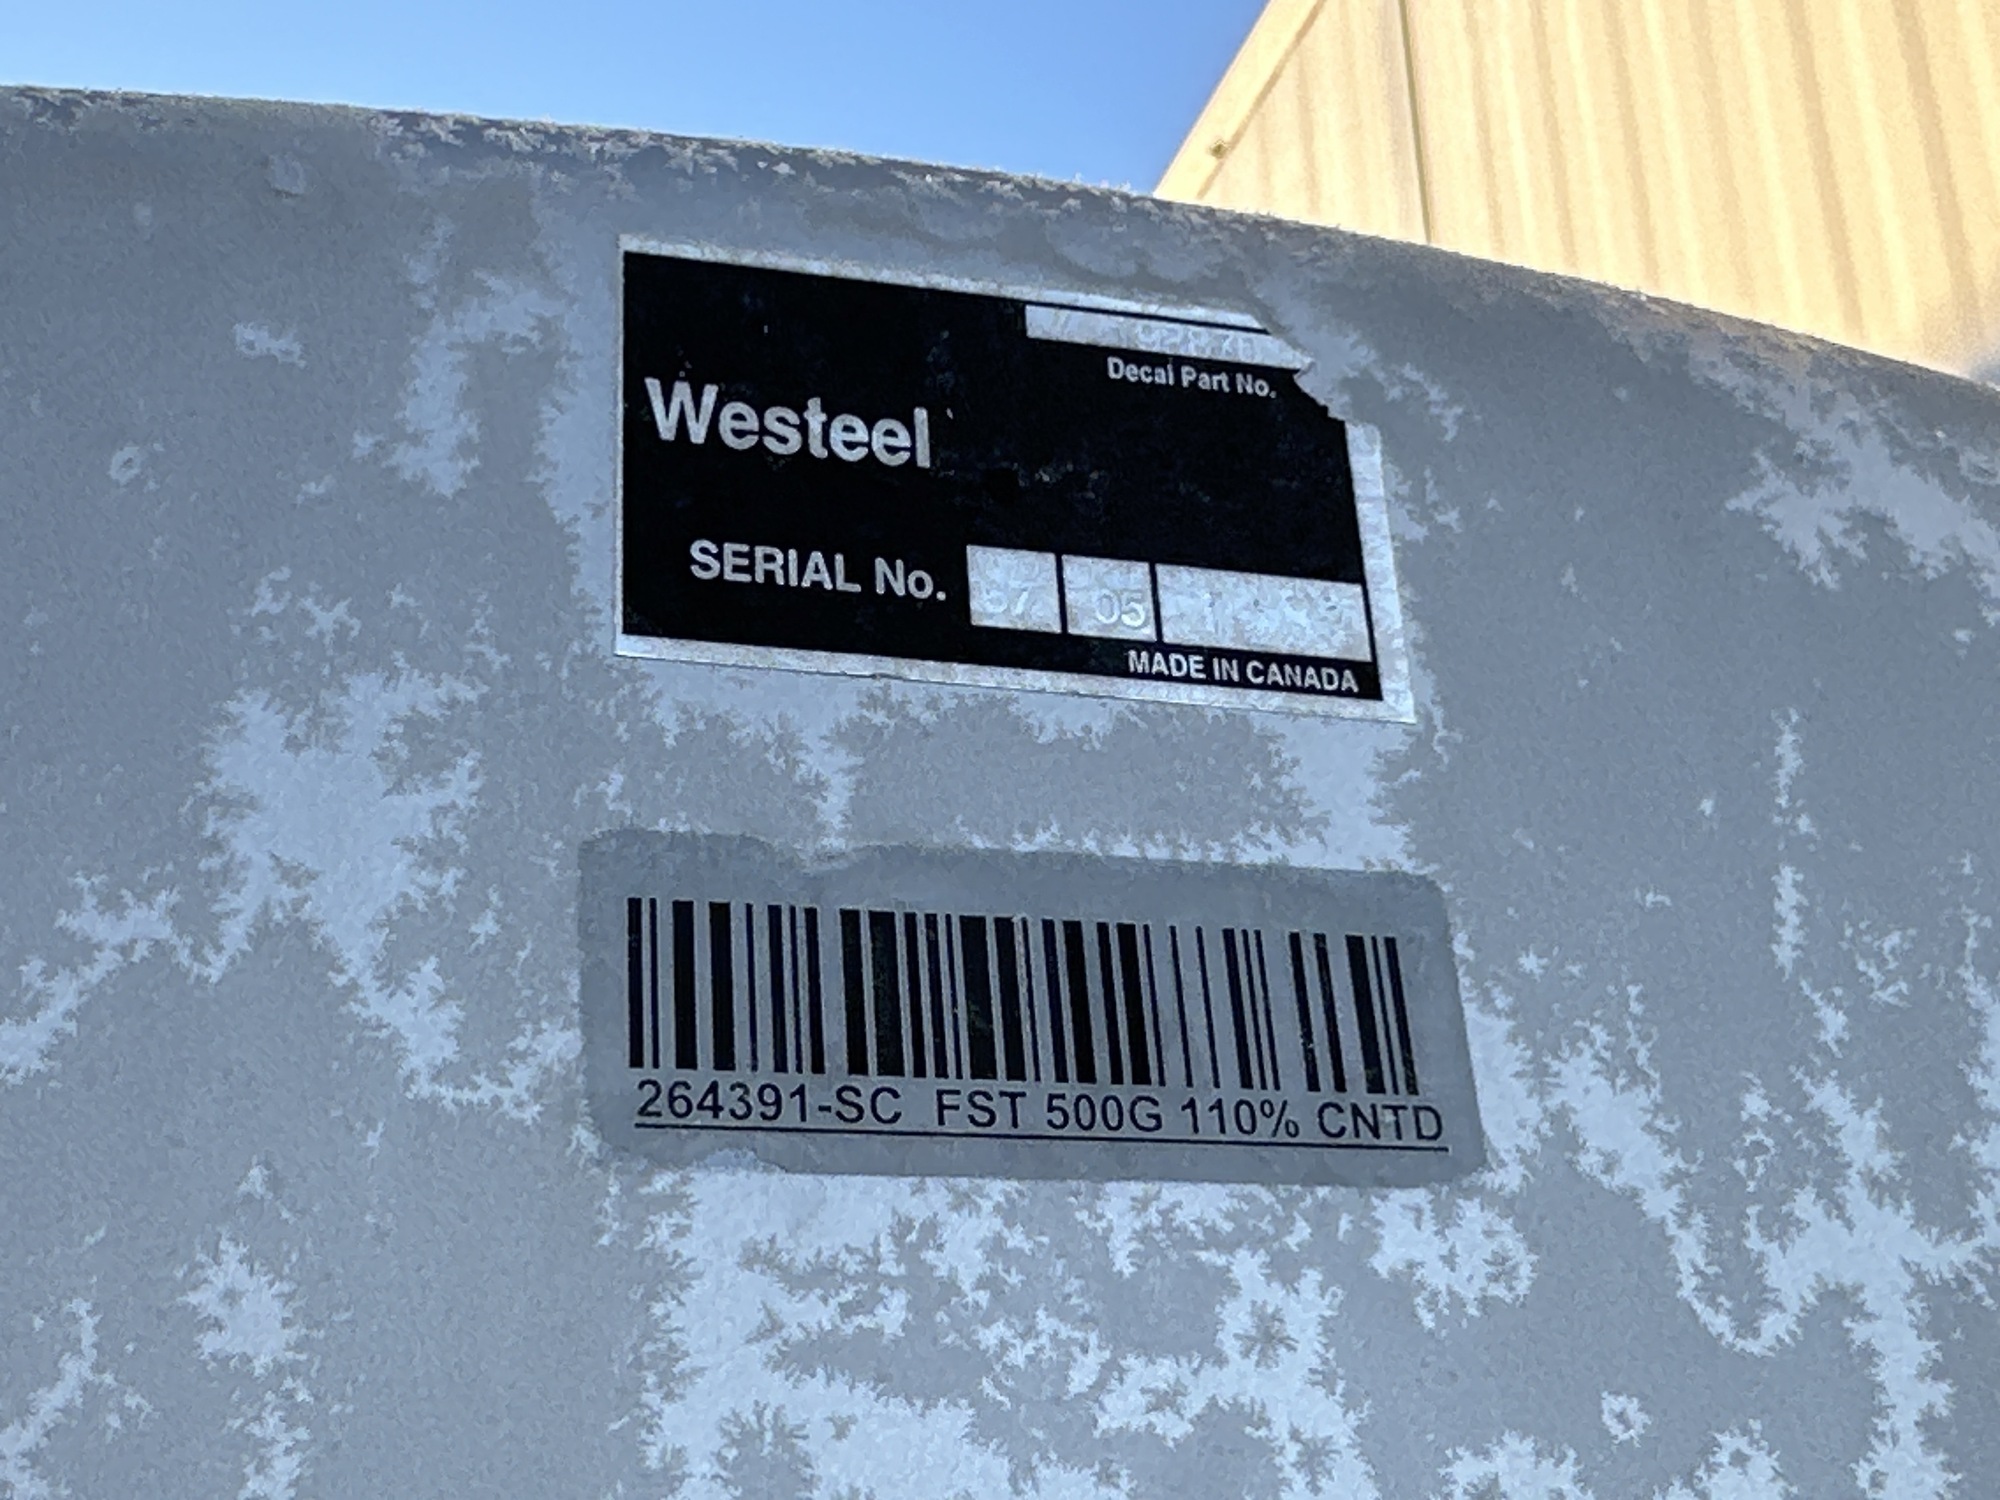 Decal Part No.
Westeel
SERIAL No. 05
MADE IN CANADA
264391-SC FST 500G 110% CNTD